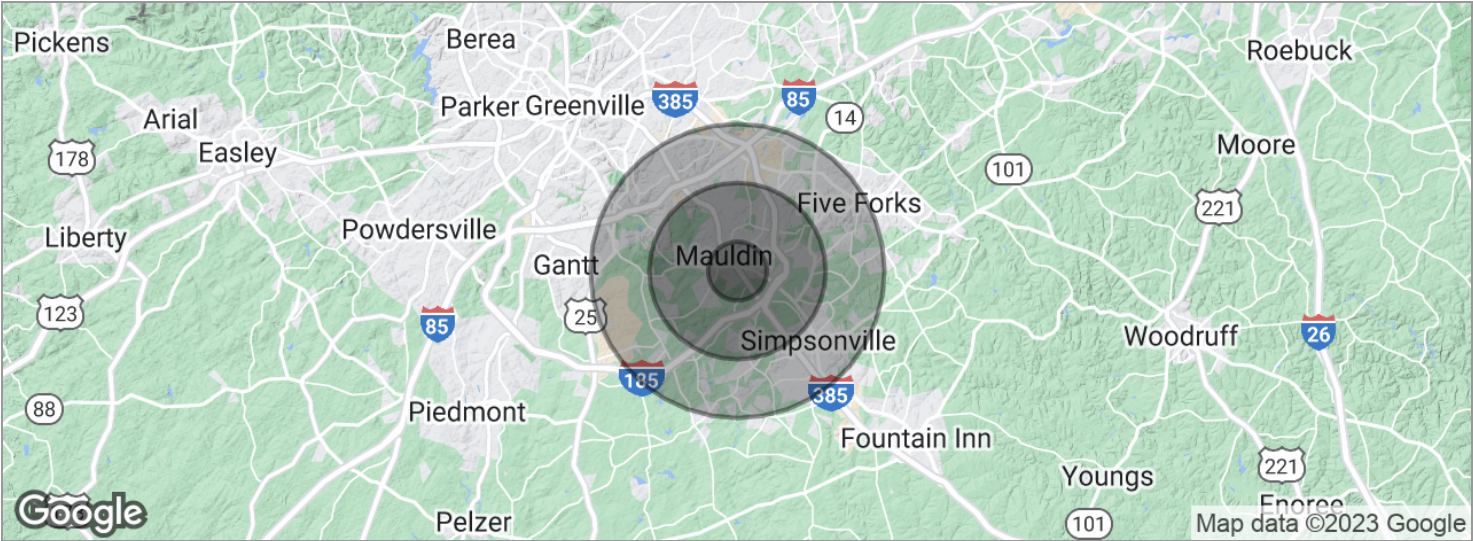 Pickens
Berea
Roebuck
Arial
Parker Greenville
385
85
14
178
Easley
Moore
101
Five Forks
221
Powdersville
Liberty
Mauldin
Gantt
123
25
85
Simpsonville
Woodruff
26
185
385
88
Piedmont
Fountain Inn
Youngs
221
Google
Pelzer
101
Enoree
Map data ©2023 Google